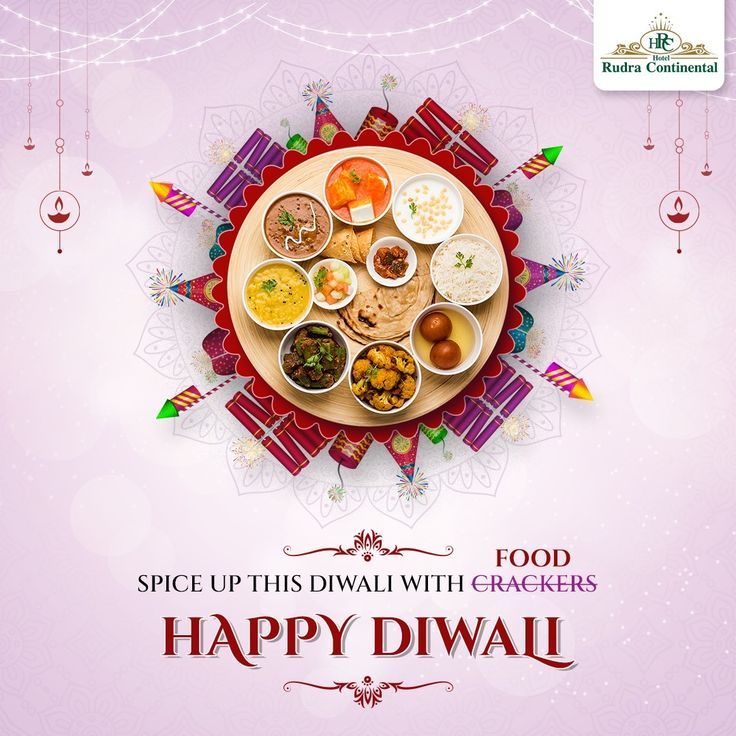 HRC
Hotel
Rudra Continental
FOOD
SPICE UP THIS DIWALI WITH CRACKERS
HAPPY DIWALI